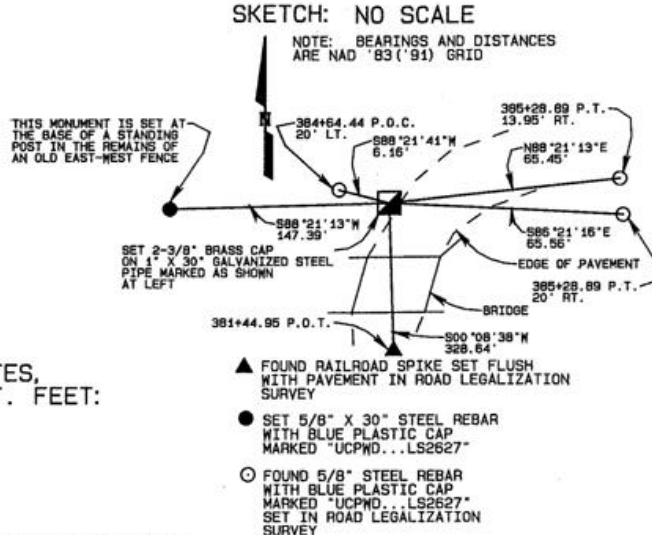 SKETCH: NO SCALE
NOTE: BEARINGS AND DISTANCES
ARE NAD '83('91) GRID
THIS MONUMENT IS SET AT
THE BASE OF A STANDING
POST IN THE REMAINS OF
AN OLD EAST-WEST FENCE
N
384+64.44 P.O.C.
20' LT.
S88°21'41"W
6.16'
385+28.89 P.T.
13.95' RT.
N88°21'13"E
65.45'
S88°21'13"W
147.39'
S86°21'16"E
65.56'
SET 2-3/8" BRASS CAP
ON 1" X 30" GALVANIZED STEEL
PIPE MARKED AS SHOWN
AT LEFT
EDGE OF PAVEMENT
385+28.89 P.T.
20' RT.
BRIDGE
381+44.95 P.O.T.
S00°08'38"W
328.64'
TES,
T. FEET:
FOUND RAILROAD SPIKE SET FLUSH
WITH PAVEMENT IN ROAD LEGALIZATION
SURVEY
SET 5/8" X 30" STEEL REBAR
WITH BLUE PLASTIC CAP
MARKED "UCPWD...LS2627"
FOUND 5/8" STEEL REBAR
WITH BLUE PLASTIC CAP
MARKED "UCPWD...LS2627"
SET IN ROAD LEGALIZATION
SURVEY